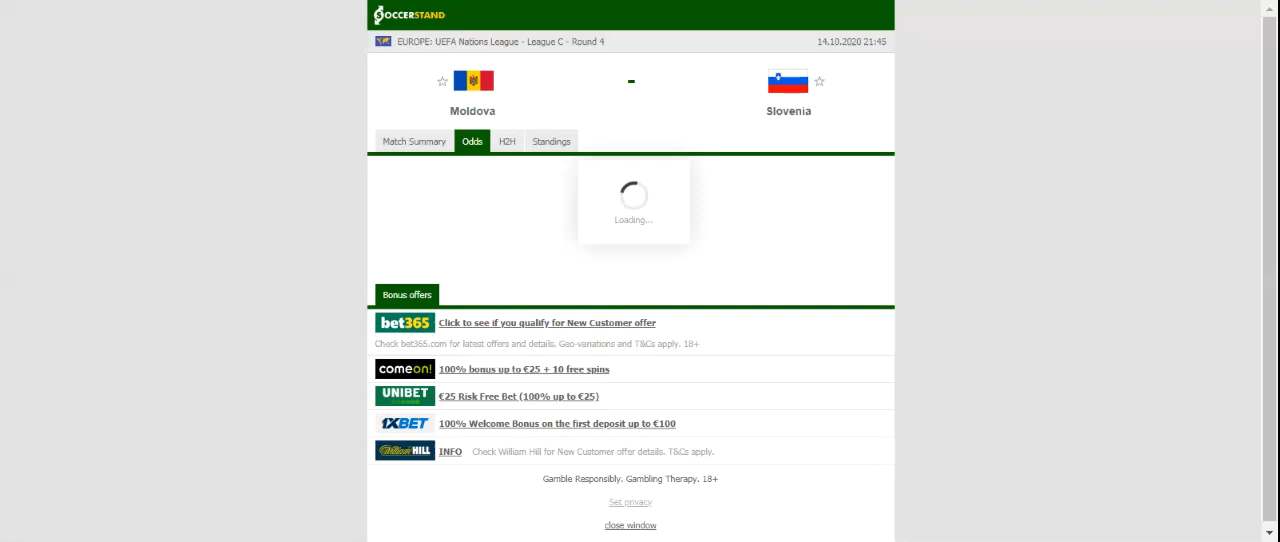 SOCCERSTAND
EUROPE: UEFA Nations League - League C - Round 4 14.10.2020 21:45
-
Moldova Slovenia
Match Summary Odds H2H Standings
Loading...
Bonus offers
bet365 Click to see if you qualify for New Customer offer
Check bet365.com for latest offers and details. Geo-variations and T&Cs apply. 18+
comeon! 100% bonus up to €25 + 10 free spins
UNIBET €25 Risk Free Bet (100% up to €25)
1XBET 100% Welcome Bonus on the first deposit up to €100
William HILL INFO Check William Hill for New Customer offer details. T&Cs apply.
Gamble Responsibly. Gambling Therapy. 18+
Set privacy
close window